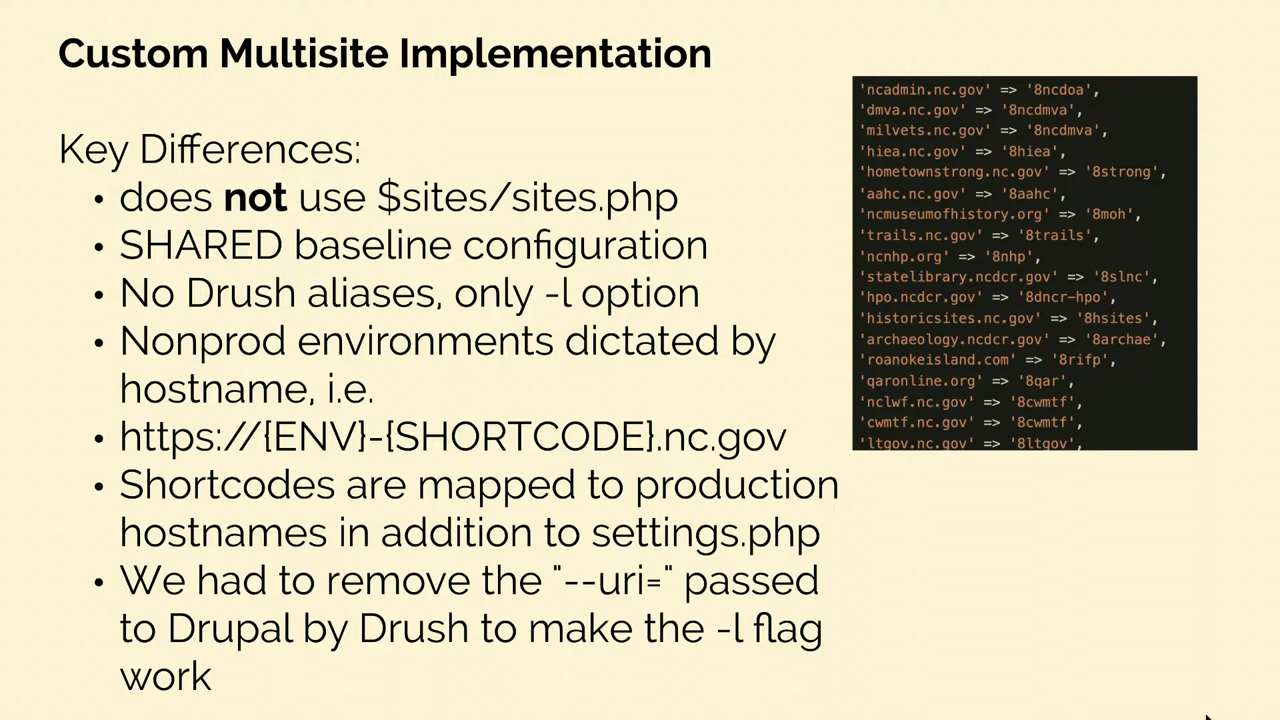 Custom Multisite Implementation
Key Differences:
• does not use $sites/sites.php
• SHARED baseline configuration
• No Drush aliases, only -l option
• Nonprod environments dictated by
hostname, i.e.
• https://{ENV}-{SHORTCODE}.nc.gov
• Shortcodes are mapped to production
hostnames in addition to settings.php
• We had to remove the "--uri=" passed
to Drupal by Drush to make the -l flag
work
'ncadmin.nc.gov' => '8ncdoa',
'dmva.nc.gov' => '8ncdmva',
'milvets.nc.gov' => '8ncdmva',
'hiea.nc.gov' => '8hiea',
'hometownstrong.nc.gov' => '8strong',
'aahc.nc.gov' => '8aahc',
'ncmuseumofhistory.org' => '8moh',
'trails.nc.gov' => '8trails',
'ncnhp.org' => '8nhp',
'statelibrary.ncdcr.gov' => '8slnc',
'hpo.ncdcr.gov' => '8dncr-hpo',
'historicsites.nc.gov' => '8hsites',
'archaeology.ncdcr.gov' => '8archae',
'roanokeisland.com' => '8rifp',
'qaronline.org' => '8qar',
'nclwf.nc.gov' => '8cwmtf',
'cwmtf.nc.gov' => '8cwmtf',
'ltgov.nc.gov' => '8ltgov',